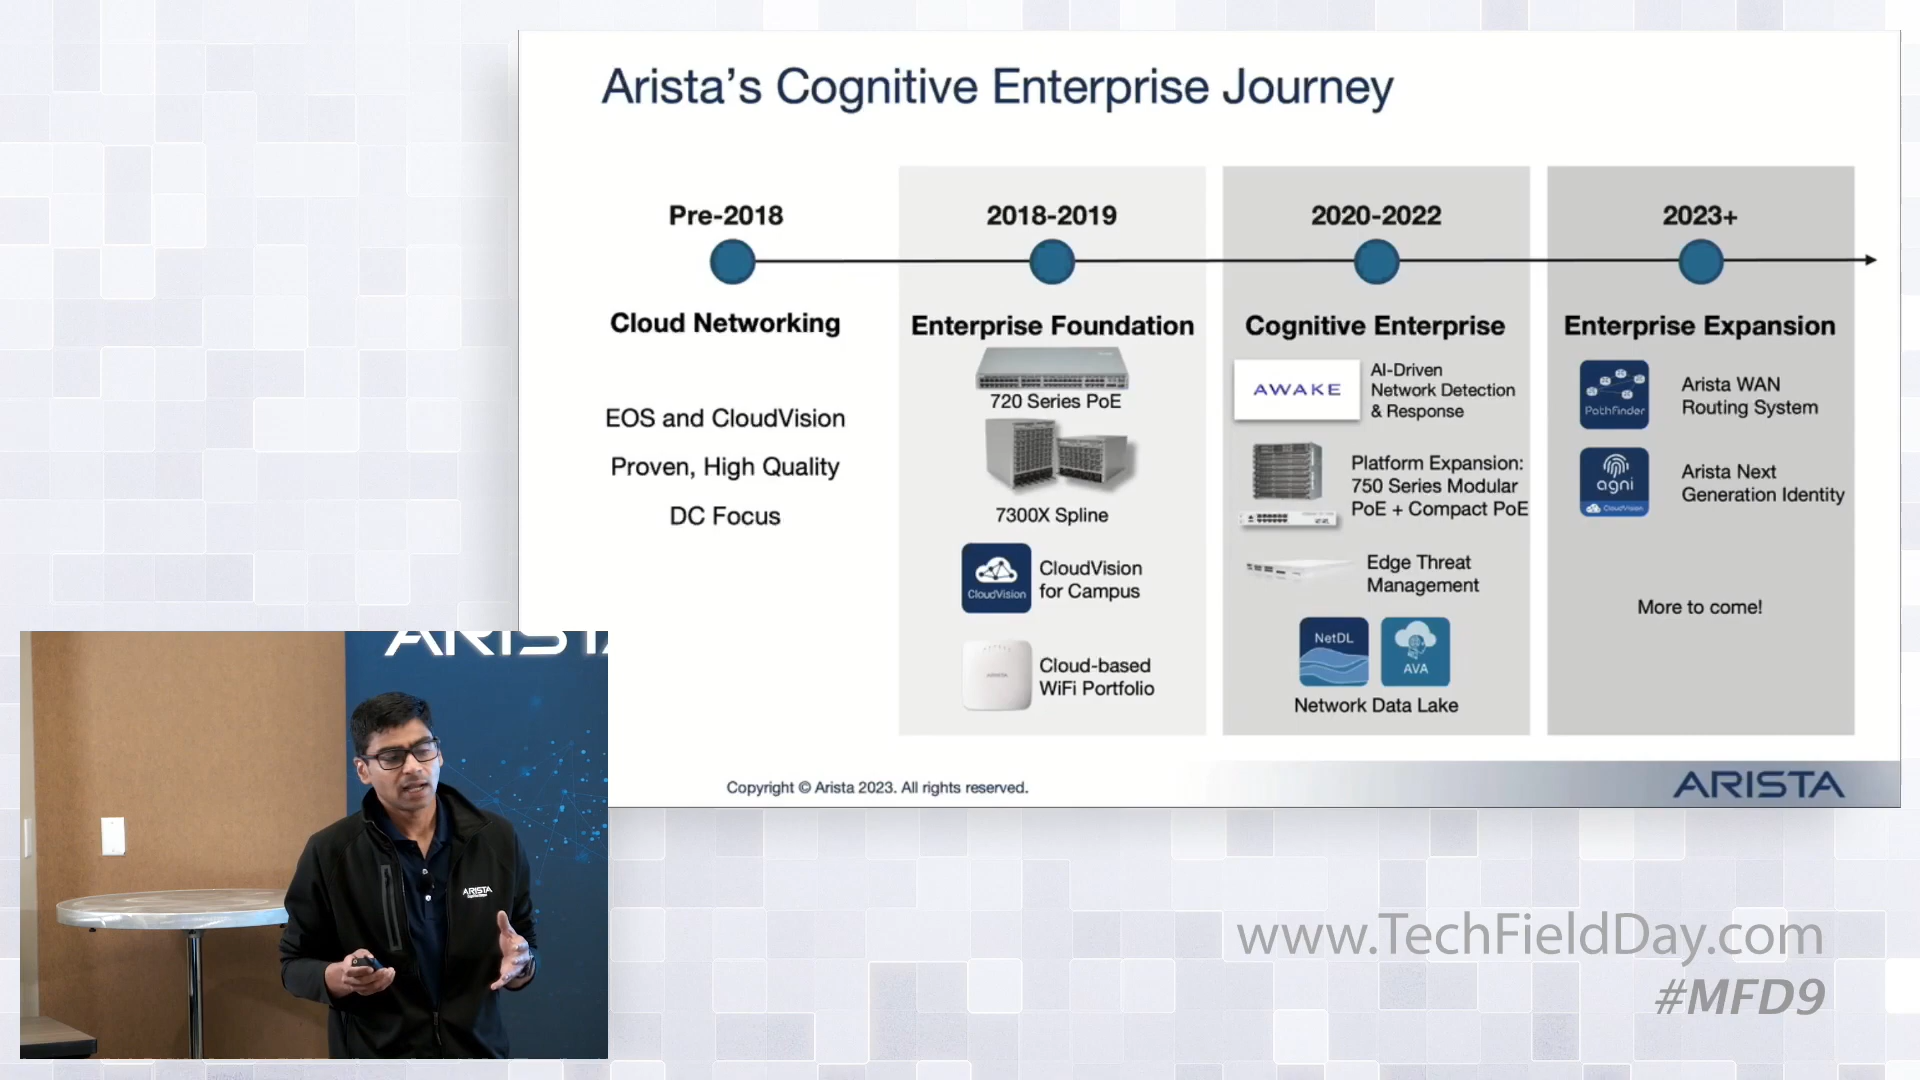 Arista's Cognitive Enterprise Journey
Pre-2018
Cloud Networking
EOS and CloudVision
Proven, High Quality
DC Focus
2018-2019
Enterprise Foundation
720 Series PoE
7300X Spline
CloudVision
CloudVision
for Campus
ARISTA
Cloud-based
WiFi Portfolio
2020-2022
Cognitive Enterprise
AWAKE
AI-Driven
Network Detection
& Response
Platform Expansion:
750 Series Modular
PoE + Compact PoE
Edge Threat
Management
NetDL
AVA
Network Data Lake
2023+
Enterprise Expansion
PathFinder
Arista WAN
Routing System
agni
CloudVision
Arista Next
Generation Identity
More to come!
Copyright © Arista 2023. All rights reserved.
ARISTA
ARISTA
ARISTA
www.TechFieldDay.com
#MFD9